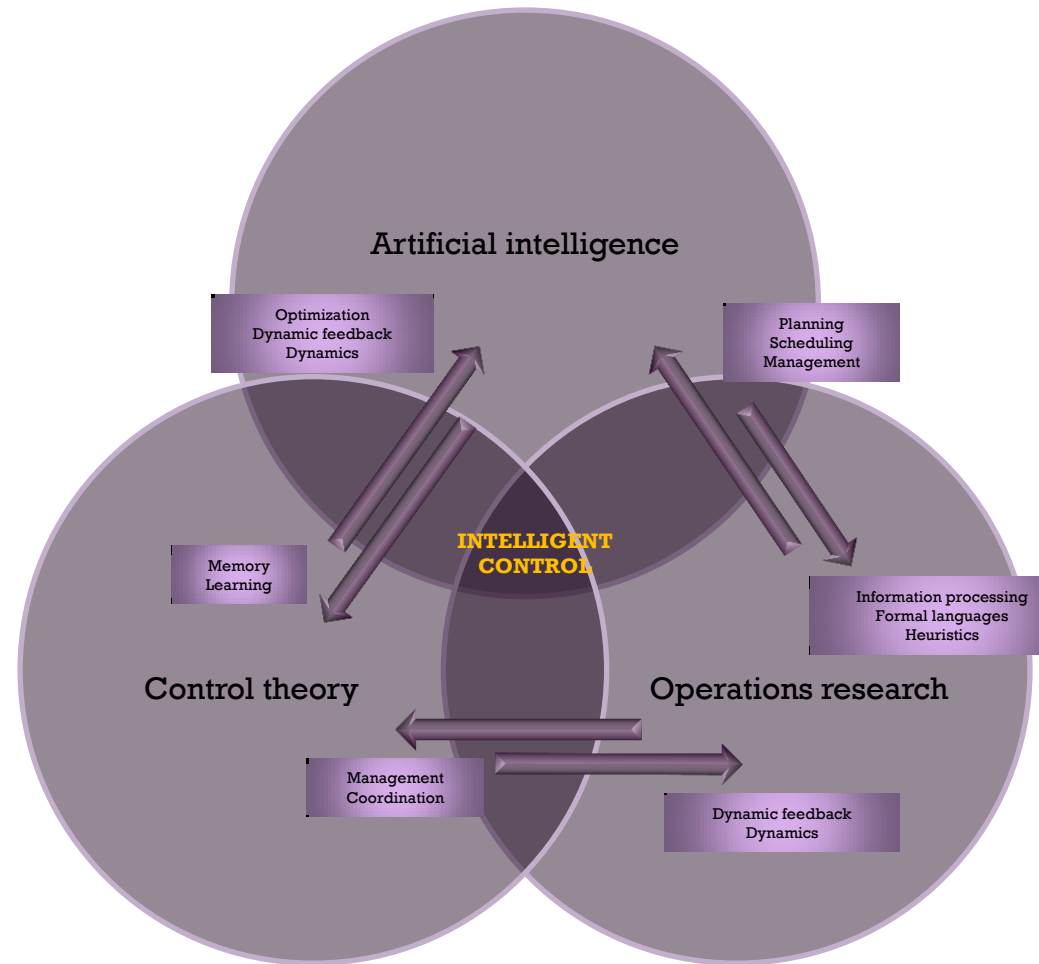 Artificial intelligence
Optimization
Dynamic feedback
Dynamics
Planning
Scheduling
Management
INTELLIGENT
CONTROL
Memory
Learning
Information processing
Formal languages
Heuristics
Control theory
Operations research
Management
Coordination
Dynamic feedback
Dynamics